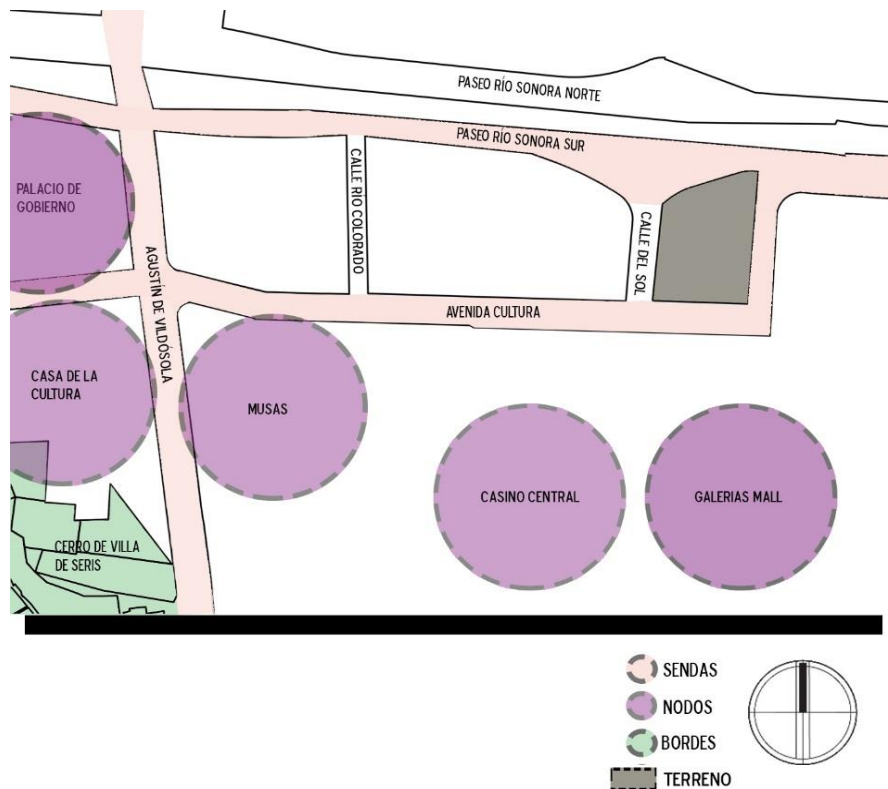 PASEO RÍO SONORA NORTE
PASEO RÍO SONORA SUR
PALACIO DE
GOBIERNO
CALLE RIO COLORADO
CALLE DEL SOL
AGUSTÍN DE VILDÓSOLA
AVENIDA CULTURA
CASA DE LA
CULTURA
MUSAS
CASINO CENTRAL
GALERIAS MALL
CERRO DE VILLA
DE SERIS
SENDAS
NODOS
BORDES
TERRENO